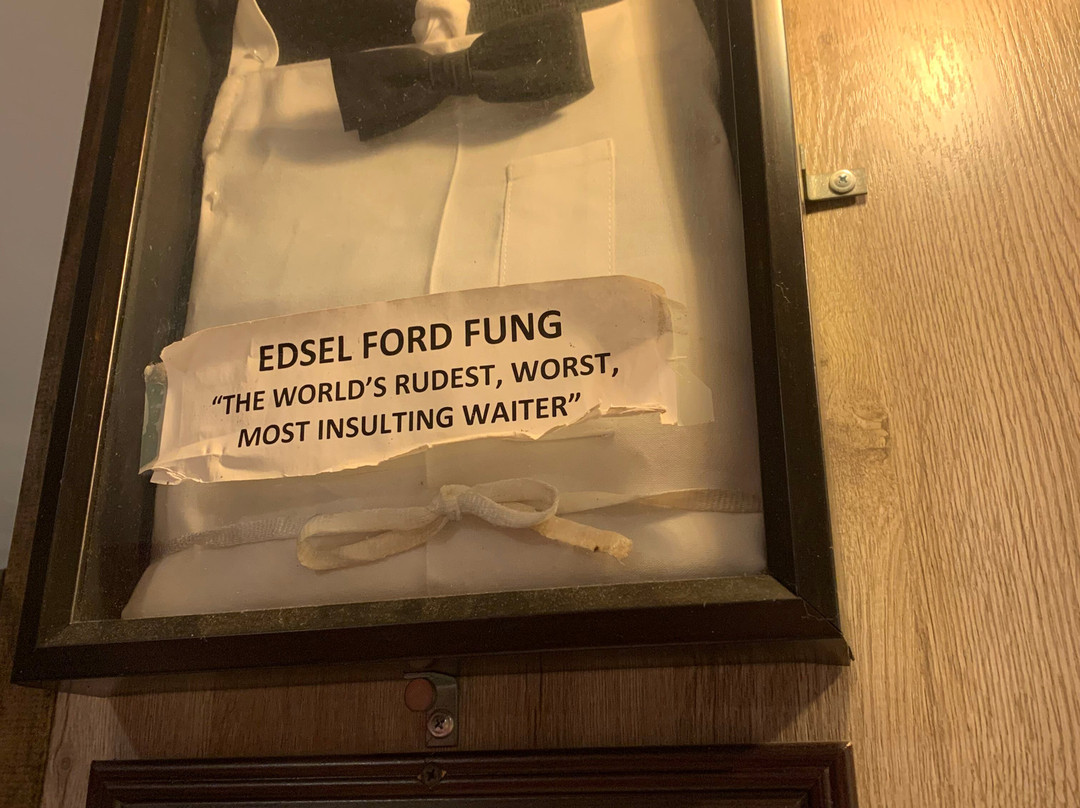 EDSEL FORD FUNG
“THE WORLD’S RUDEST, WORST,
MOST INSULTING WAITER”